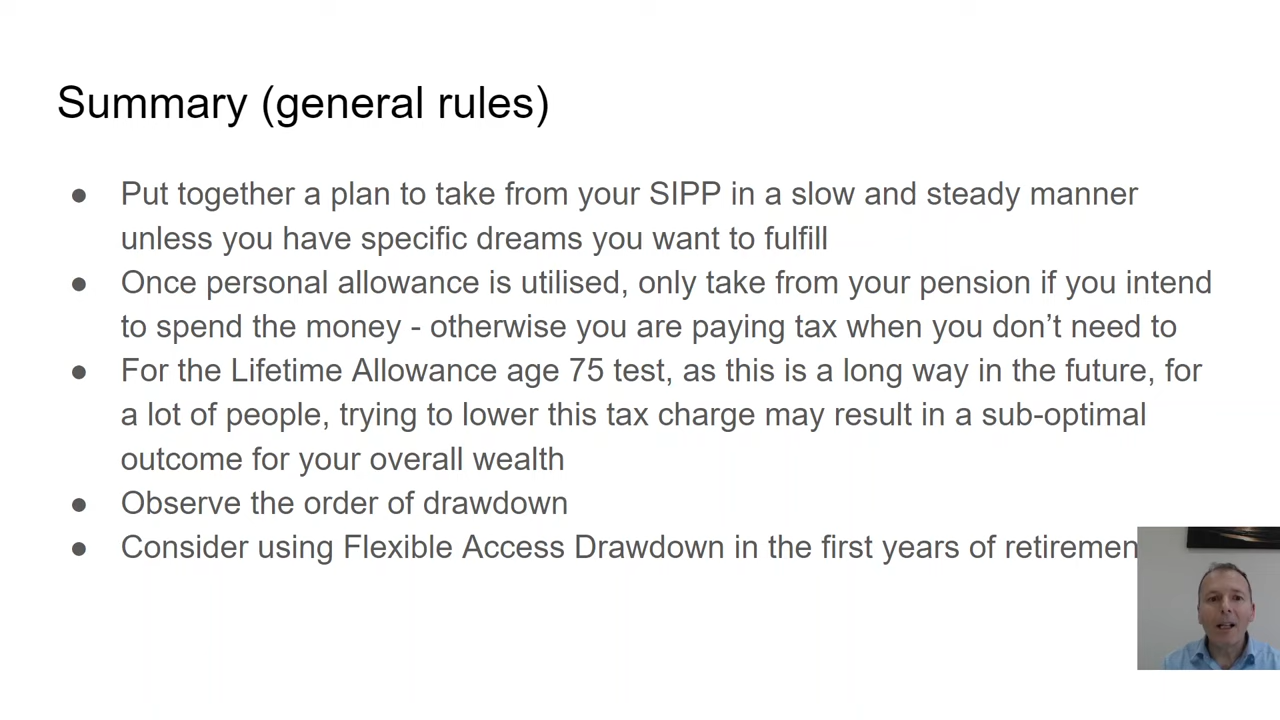 Summary (general rules)
● Put together a plan to take from your SIPP in a slow and steady manner
unless you have specific dreams you want to fulfill
● Once personal allowance is utilised, only take from your pension if you intend
to spend the money - otherwise you are paying tax when you don’t need to
● For the Lifetime Allowance age 75 test, as this is a long way in the future, for
a lot of people, trying to lower this tax charge may result in a sub-optimal
outcome for your overall wealth
● Observe the order of drawdown
● Consider using Flexible Access Drawdown in the first years of retiremen